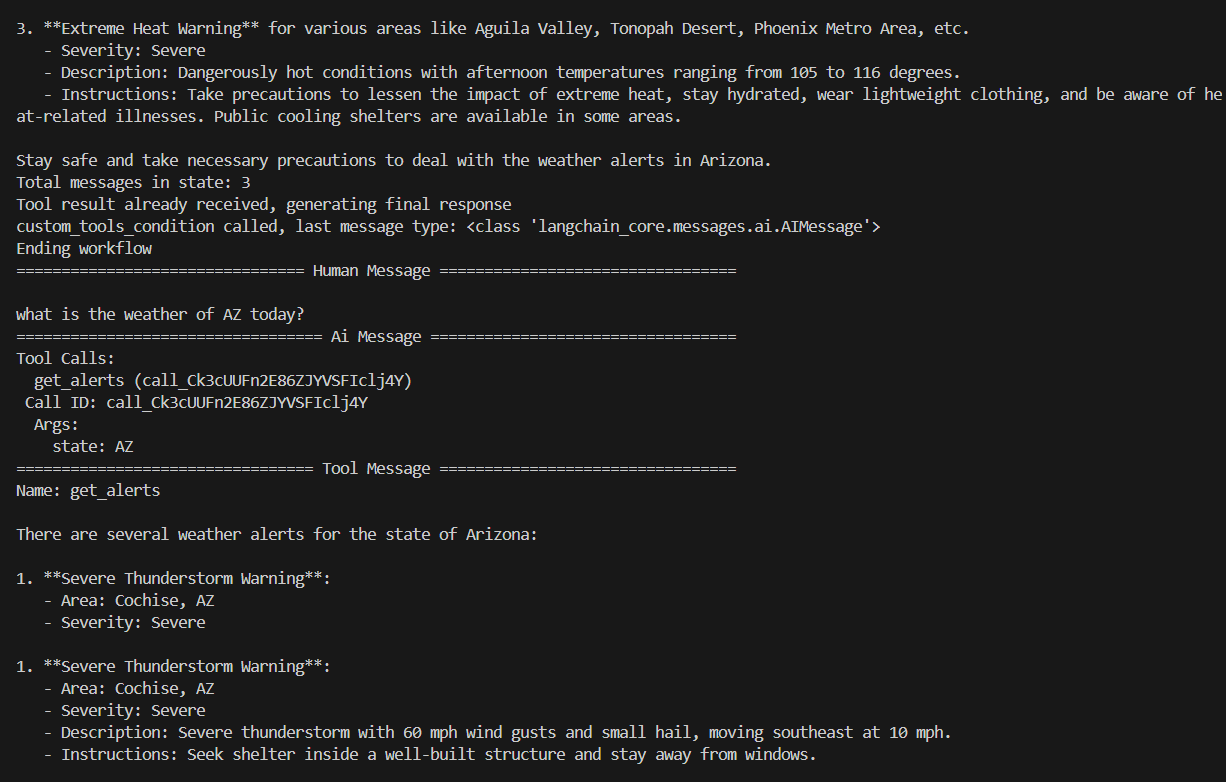 3. **Extreme Heat Warning** for various areas like Aguila Valley, Tonopah Desert, Phoenix Metro Area, etc.
   - Severity: Severe
   - Description: Dangerously hot conditions with afternoon temperatures ranging from 105 to 116 degrees.
   - Instructions: Take precautions to lessen the impact of extreme heat, stay hydrated, wear lightweight clothing, and be aware of he
at-related illnesses. Public cooling shelters are available in some areas.

Stay safe and take necessary precautions to deal with the weather alerts in Arizona.
Total messages in state: 3
Tool result already received, generating final response
custom_tools_condition called, last message type: <class 'langchain_core.messages.ai.AIMessage'>
Ending workflow
================================ Human Message =================================

what is the weather of AZ today?
================================== Ai Message ==================================
Tool Calls:
  get_alerts (call_Ck3cUUFn2E86ZJYVSFIclj4Y)
 Call ID: call_Ck3cUUFn2E86ZJYVSFIclj4Y
  Args:
    state: AZ
================================= Tool Message =================================
Name: get_alerts

There are several weather alerts for the state of Arizona:

1. **Severe Thunderstorm Warning**:
   - Area: Cochise, AZ
   - Severity: Severe

1. **Severe Thunderstorm Warning**:
   - Area: Cochise, AZ
   - Severity: Severe
   - Description: Severe thunderstorm with 60 mph wind gusts and small hail, moving southeast at 10 mph.
   - Instructions: Seek shelter inside a well-built structure and stay away from windows.